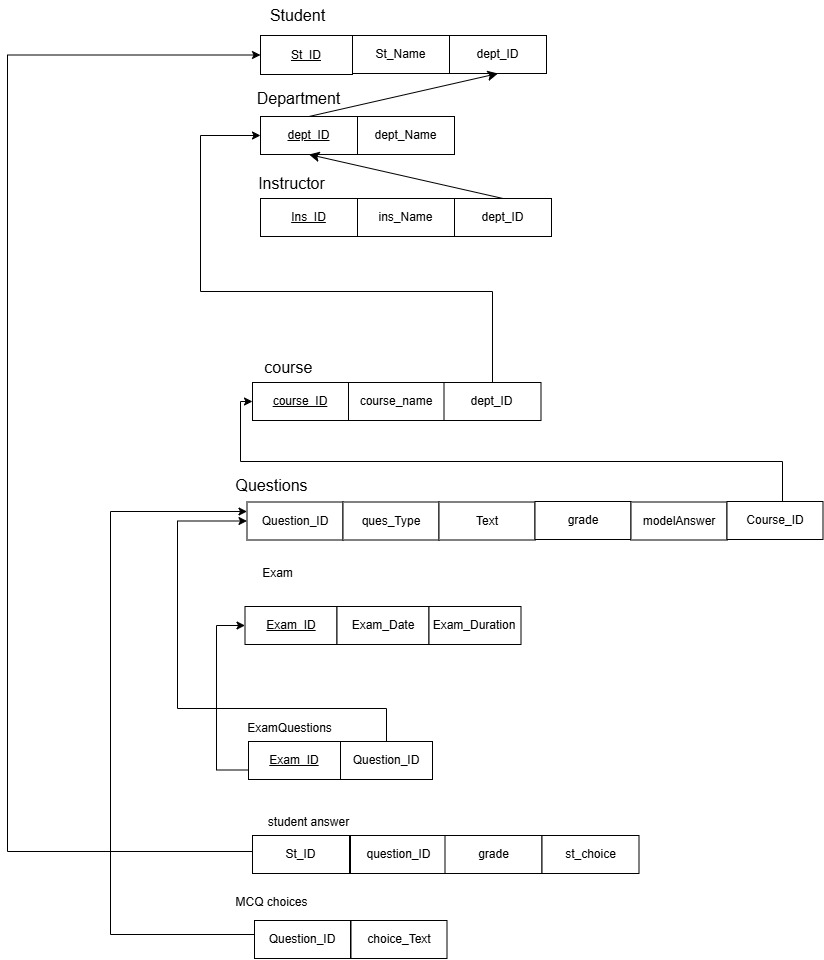 Student
St_ID St_Name dept_ID
Department
dept_ID dept_Name
Instructor
Ins_ID ins_Name dept_ID
course
course_ID course_name dept_ID
Questions
Question_ID ques_Type Text grade modelAnswer Course_ID
Exam
Exam_ID Exam_Date Exam_Duration
ExamQuestions
Exam_ID Question_ID
student answer
St_ID question_ID grade st_choice
MCQ choices
Question_ID choice_Text